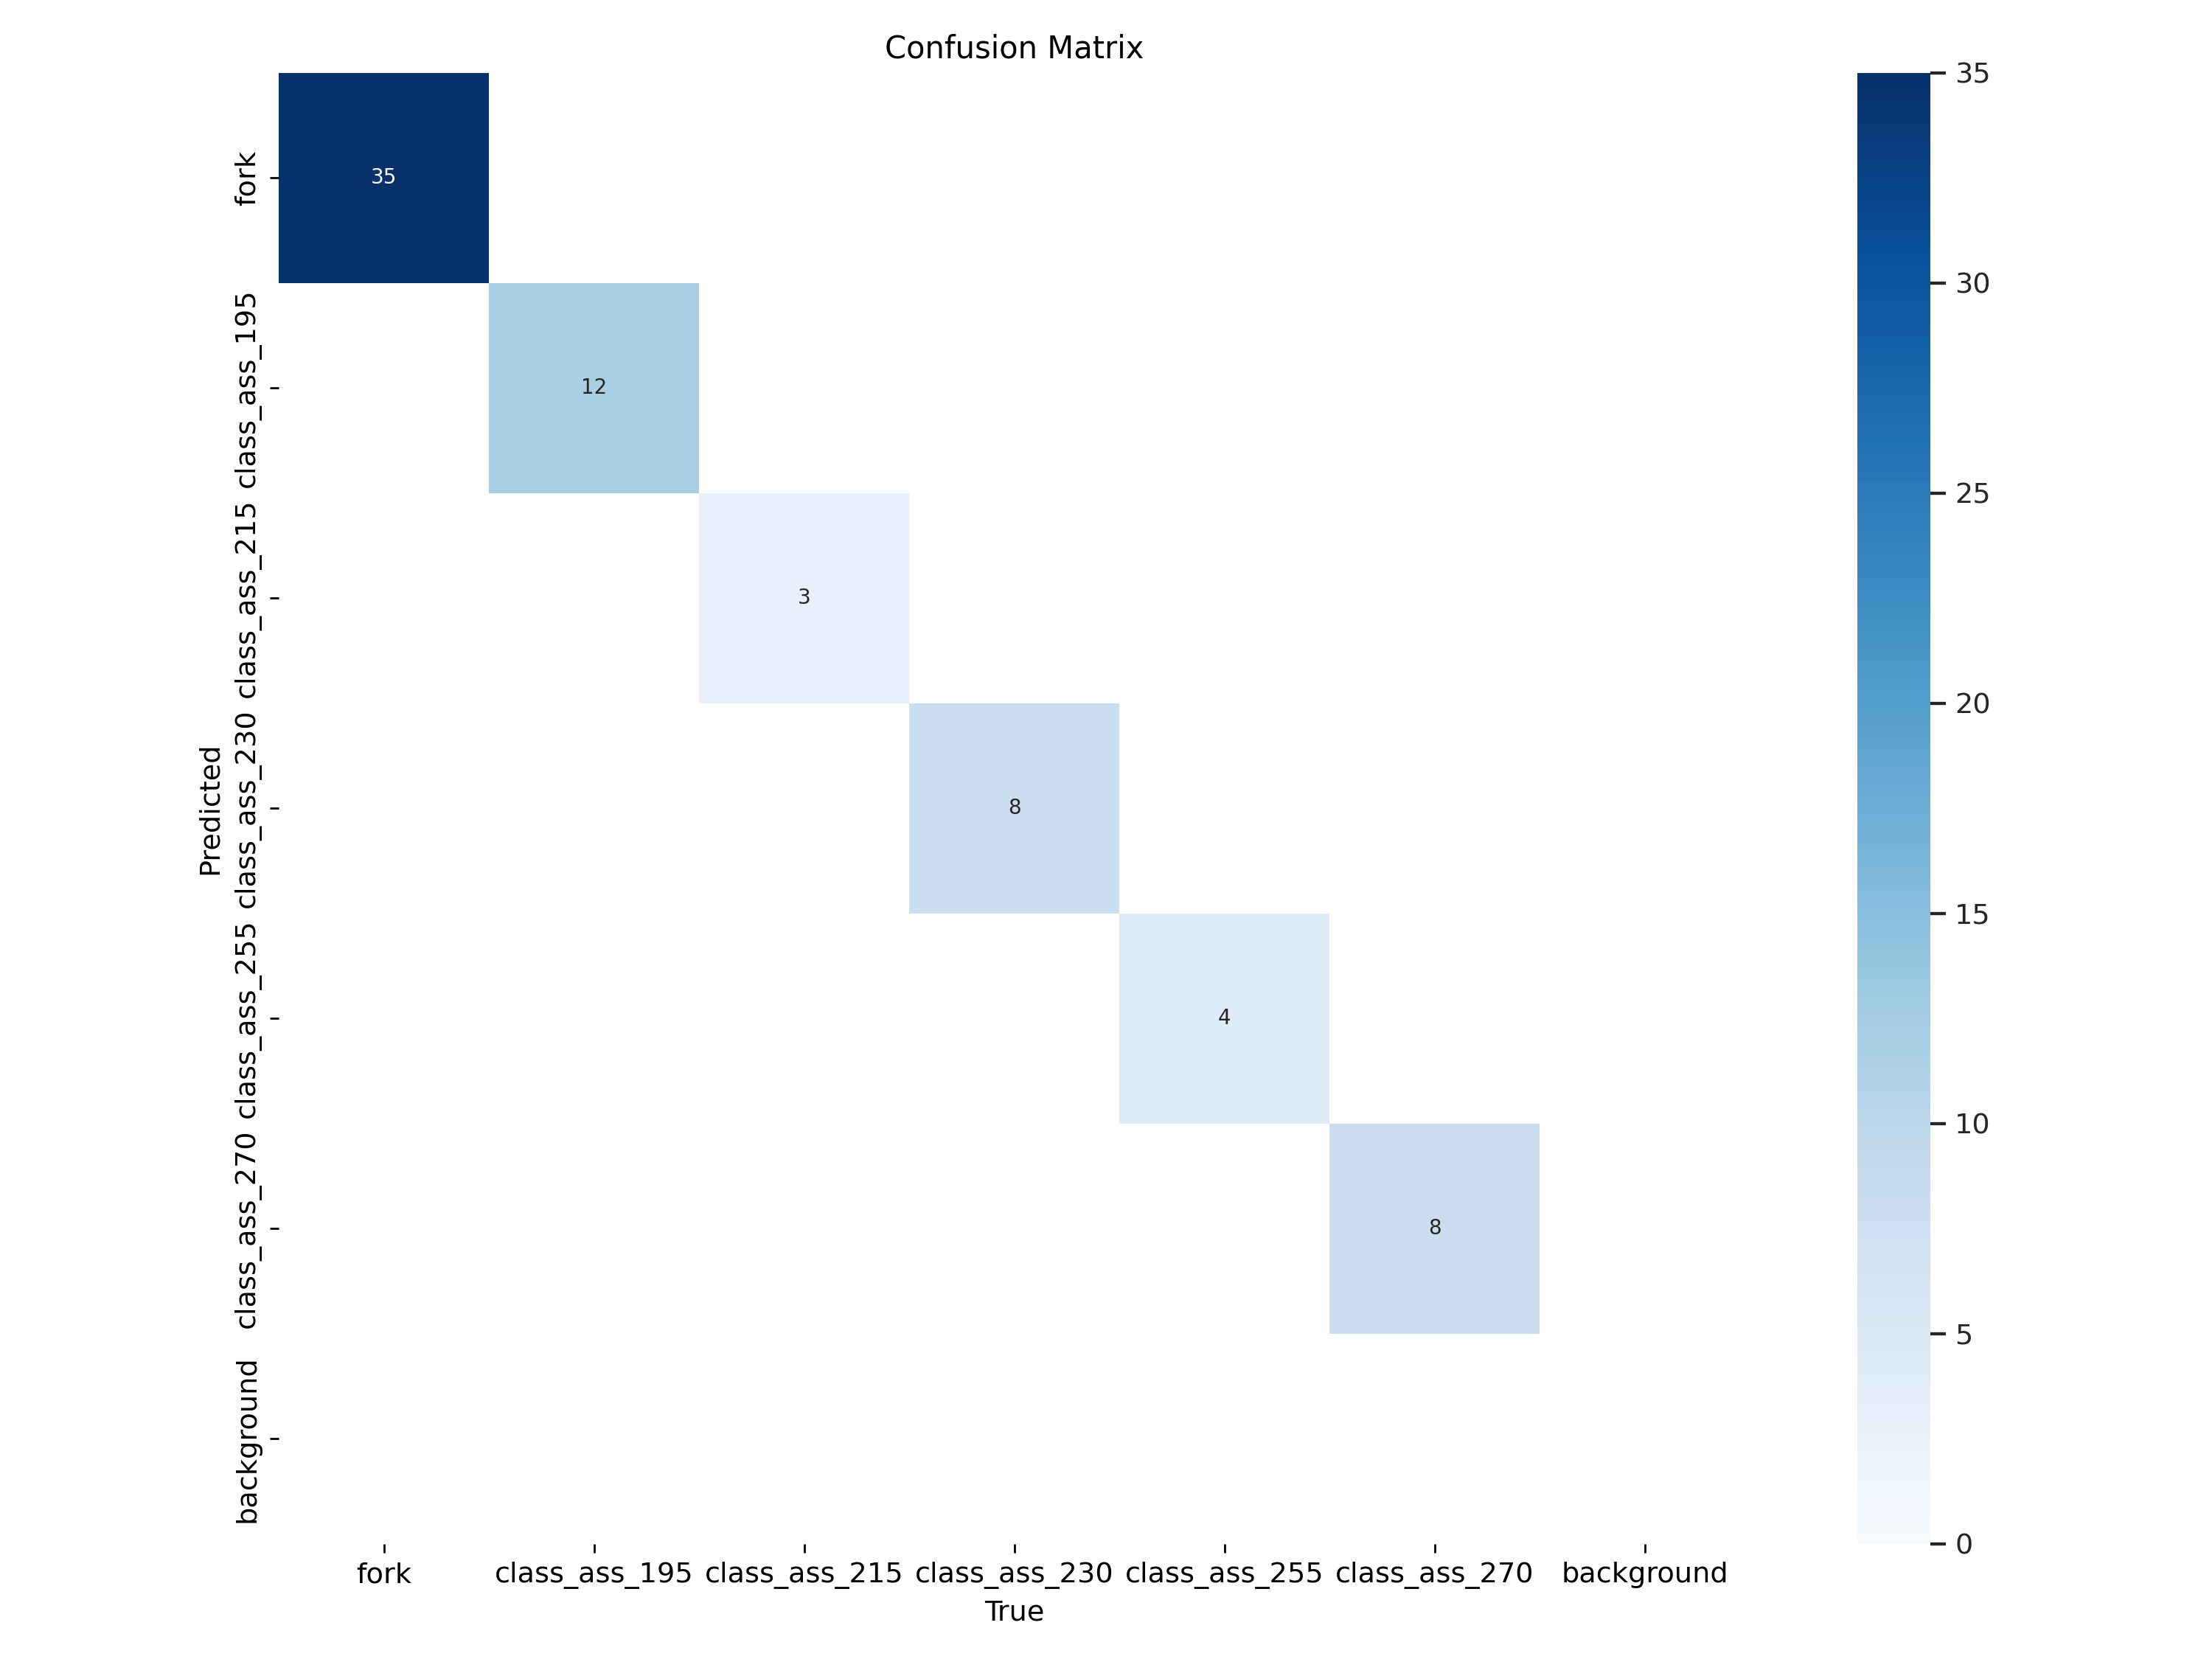 Confusion Matrix
fork
class_ass_195
class_ass_215
class_ass_230
class_ass_255
class_ass_270
background
Predicted
35
12
3
8
4
8
fork class_ass_195 class_ass_215 class_ass_230 class_ass_255 class_ass_270 background
True
35
30
25
20
15
10
5
0